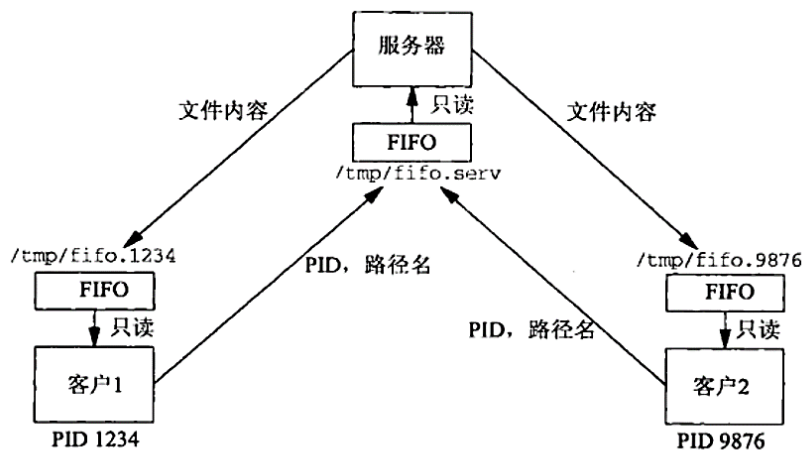 服务器
文件内容
只读
文件内容
FIFO
/tmp/fifo.serv
/tmp/fifo.1234
/tmp/fifo.9876
FIFO
PID，路径名
FIFO
只读
PID，路径名
只读
客户1
客户2
PID 1234
PID 9876